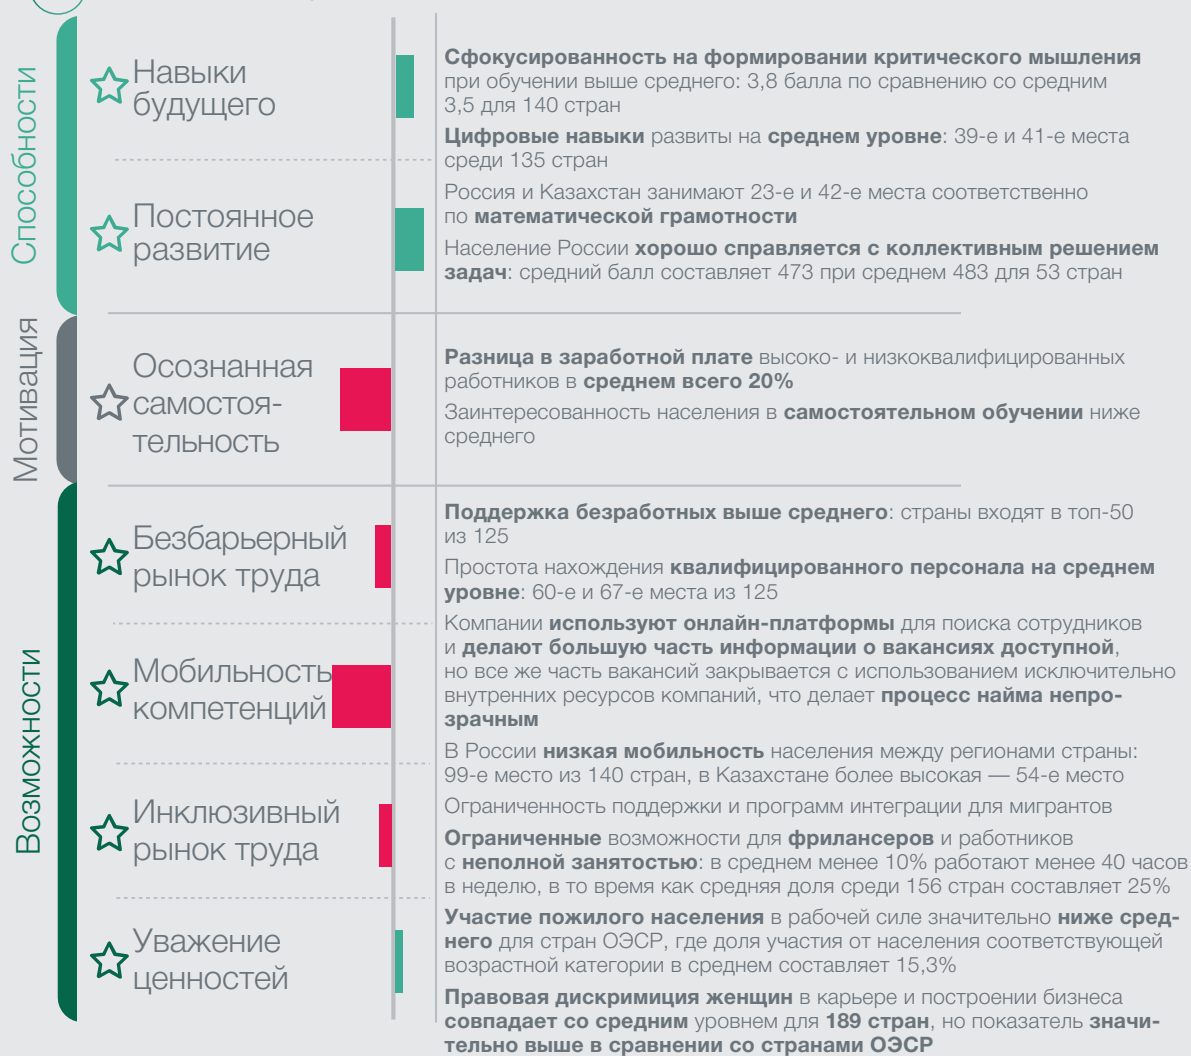 Способности
Навыки
будущего
Сфокусированность на формировании критического мышления
при обучении выше среднего: 3,8 балла по сравнению со средним
3,5 для 140 стран
Цифровые навыки развиты на среднем уровне: 39-е и 41-е места
среди 135 стран
Постоянное
развитие
Россия и Казахстан занимают 23-е и 42-е места соответственно
по математической грамотности
Население России хорошо справляется с коллективным решением
задач: средний балл составляет 473 при среднем 483 для 53 стран
Мотивация
Осознанная
самостоя-
тельность
Разница в заработной плате высоко- и низкоквалифицированных
работников в среднем всего 20%
Заинтересованность населения в самостоятельном обучении ниже
среднего
Возможности
Безбарьерный
рынок труда
Поддержка безработных выше среднего: страны входят в топ-50
из 125
Простота нахождения квалифицированного персонала на среднем
уровне: 60-е и 67-е места из 125
Компании используют онлайн-платформы для поиска сотрудников
и делают большую часть информации о вакансиях доступной,
но все же часть вакансий закрывается с использованием исключительно
внутренних ресурсов компаний, что делает процесс найма непро-
зрачным
Мобильность
компетенций
В России низкая мобильность населения между регионами страны:
99-е место из 140 стран, в Казахстане более высокая — 54-е место
Инклюзивный
рынок труда
Ограниченность поддержки и программ интеграции для мигрантов
Ограниченные возможности для фрилансеров и работников
с неполной занятостью: в среднем менее 10% работают менее 40 часов
в неделю, в то время как средняя доля среди 156 стран составляет 25%
Уважение
ценностей
Участие пожилого населения в рабочей силе значительно ниже сред-
него для стран ОЭСР, где доля участия от населения соответствующей
возрастной категории в среднем составляет 15,3%
Правовая дискримиция женщин в карьере и построении бизнеса
совпадает со средним уровнем для 189 стран, но показатель значи-
тельно выше в сравнении со странами ОЭСР